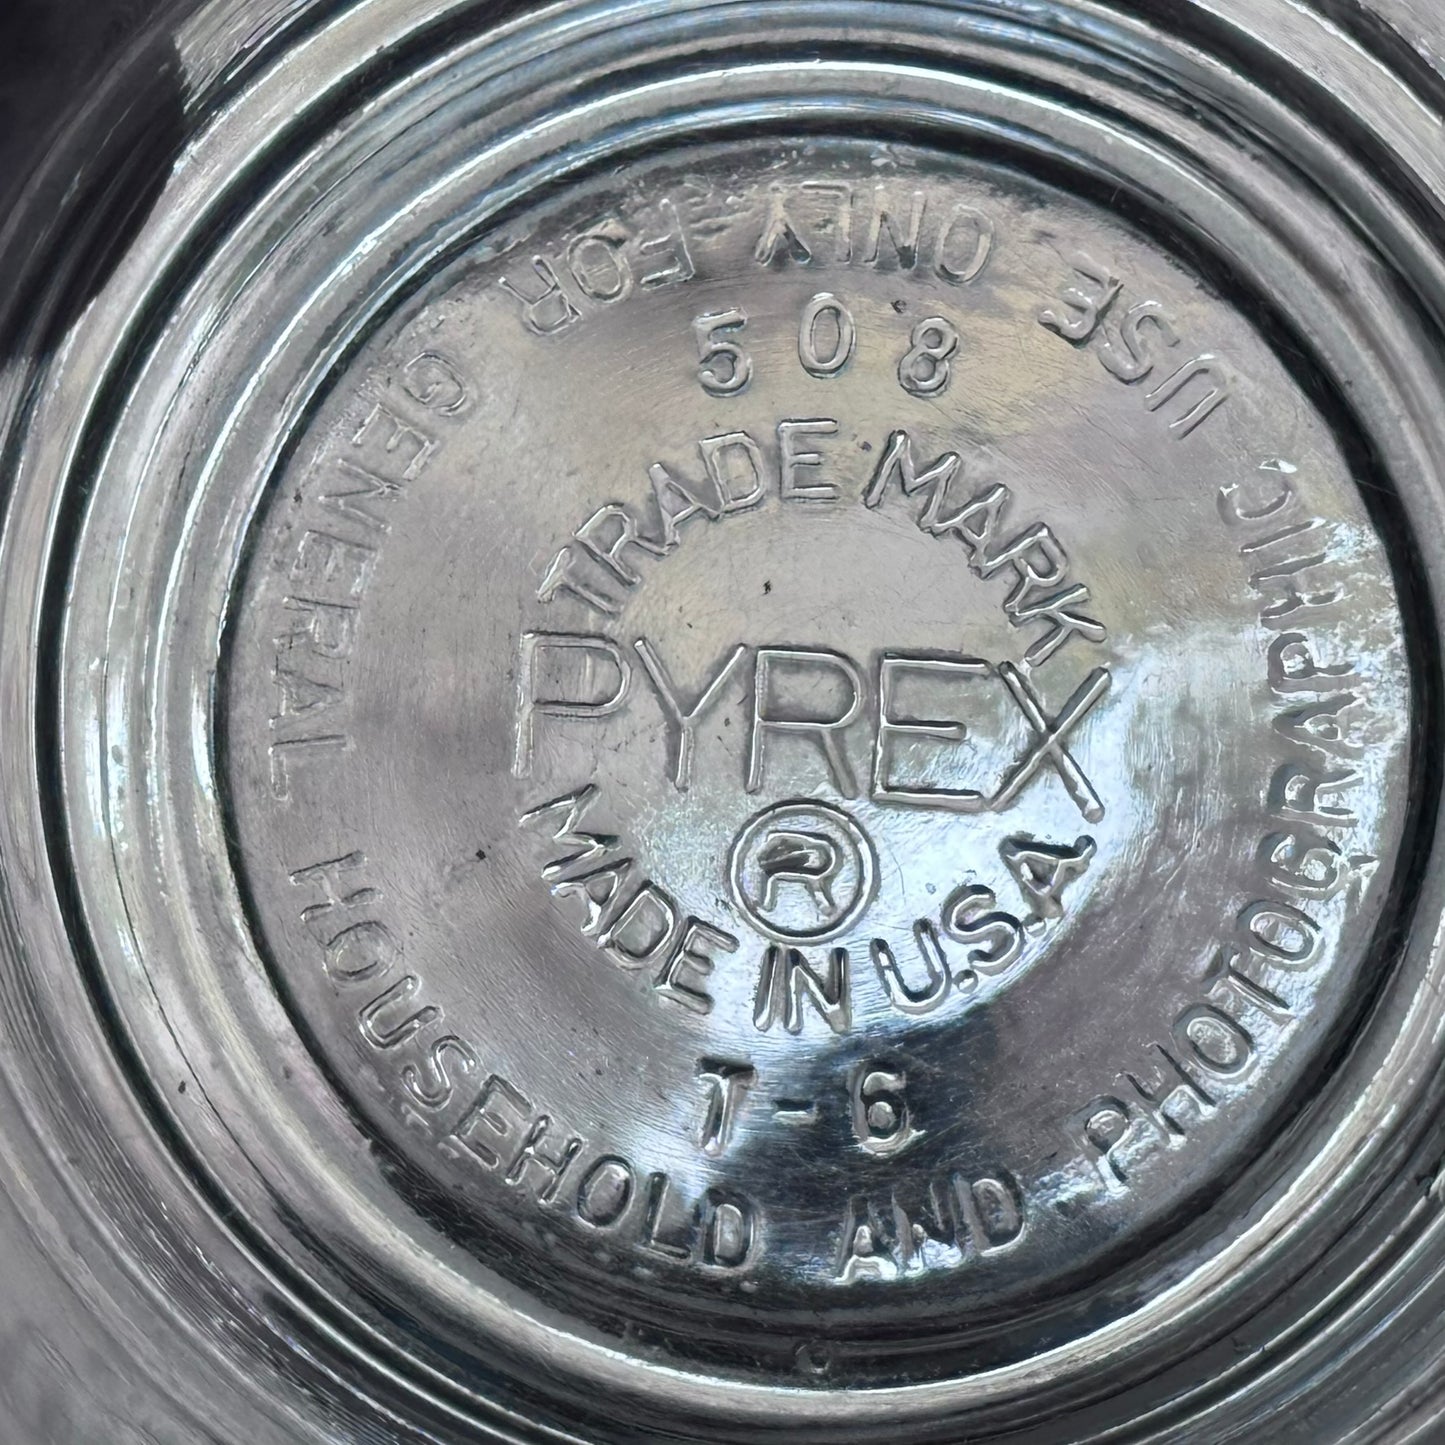 FOR GENERAL HOUSEHOLD AND PHOTOGRAPHIC USE ONLY
508
TRADE MARK
PYREX
®
MADE IN U.S.A
T-6